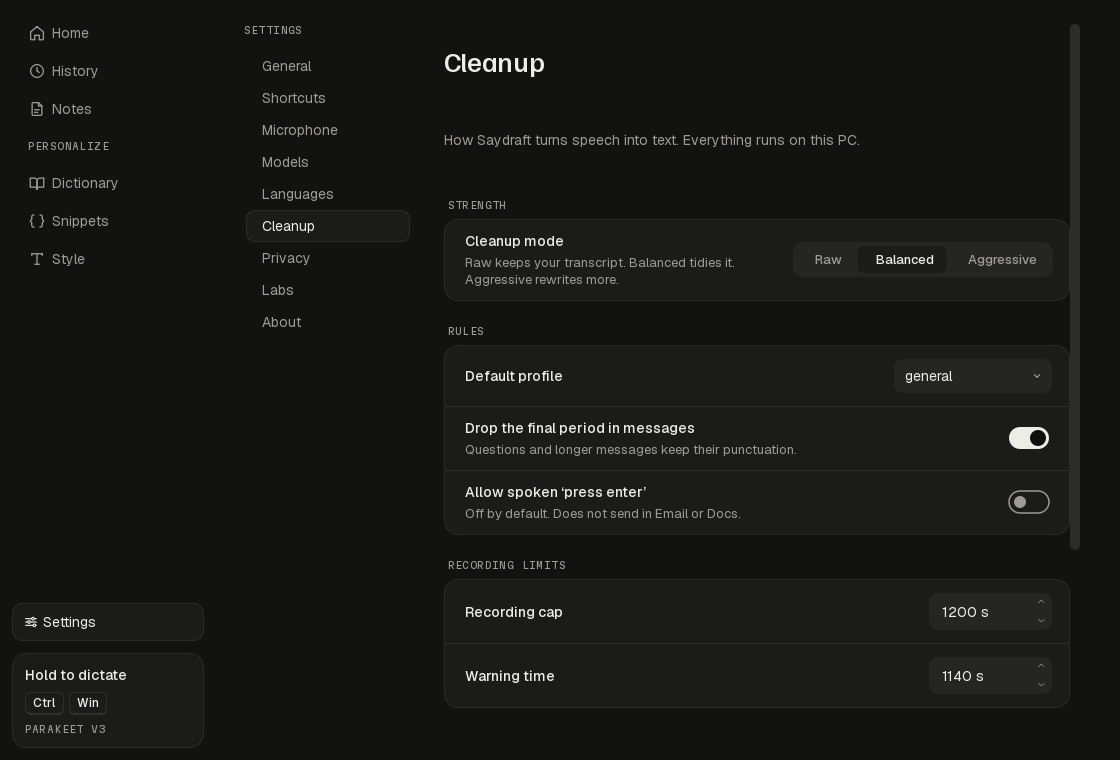 Home
History
Notes
PERSONALIZE
Dictionary
Snippets
Style
Settings
Hold to dictate
Ctrl Win
PARAKEET V3
SETTINGS
General
Shortcuts
Microphone
Models
Languages
Cleanup
Privacy
Labs
About
Cleanup
How Saydraft turns speech into text. Everything runs on this PC.
STRENGTH
Cleanup mode
Raw keeps your transcript. Balanced tidies it.
Aggressive rewrites more.
Raw Balanced Aggressive
RULES
Default profile
general
Drop the final period in messages
Questions and longer messages keep their punctuation.
Allow spoken ‘press enter’
Off by default. Does not send in Email or Docs.
RECORDING LIMITS
Recording cap
1200 s
Warning time
1140 s